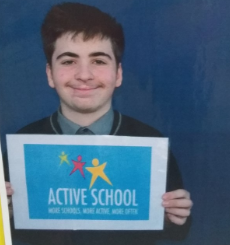 ACTIVE SCHOOL
MORE SCHOOLS, MORE ACTIVE, MORE OFTEN